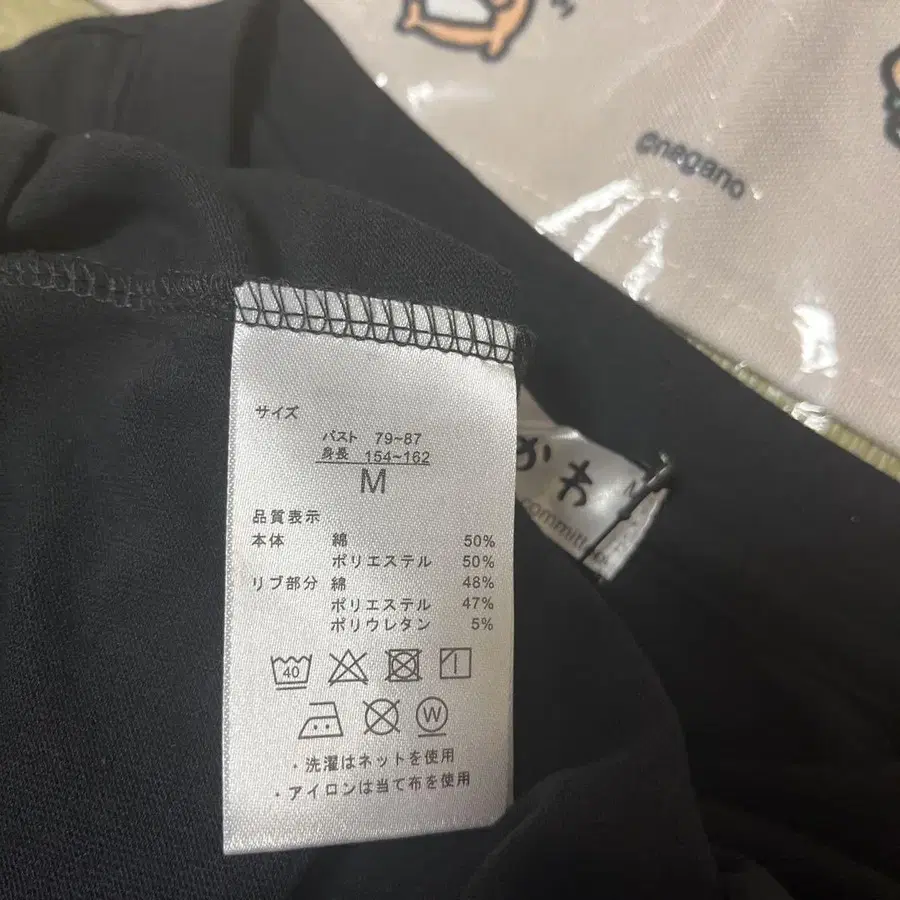 ©nagano
サイズ
バスト 79~87
身長 154~162
M
かわ
committee
品質表示
本体 綿 50%
ポリエステル 50%
リブ部分 綿 48%
ポリエステル 47%
ポリウレタン 5%
40
W
・洗濯はネットを使用
・アイロンは当て布を使用